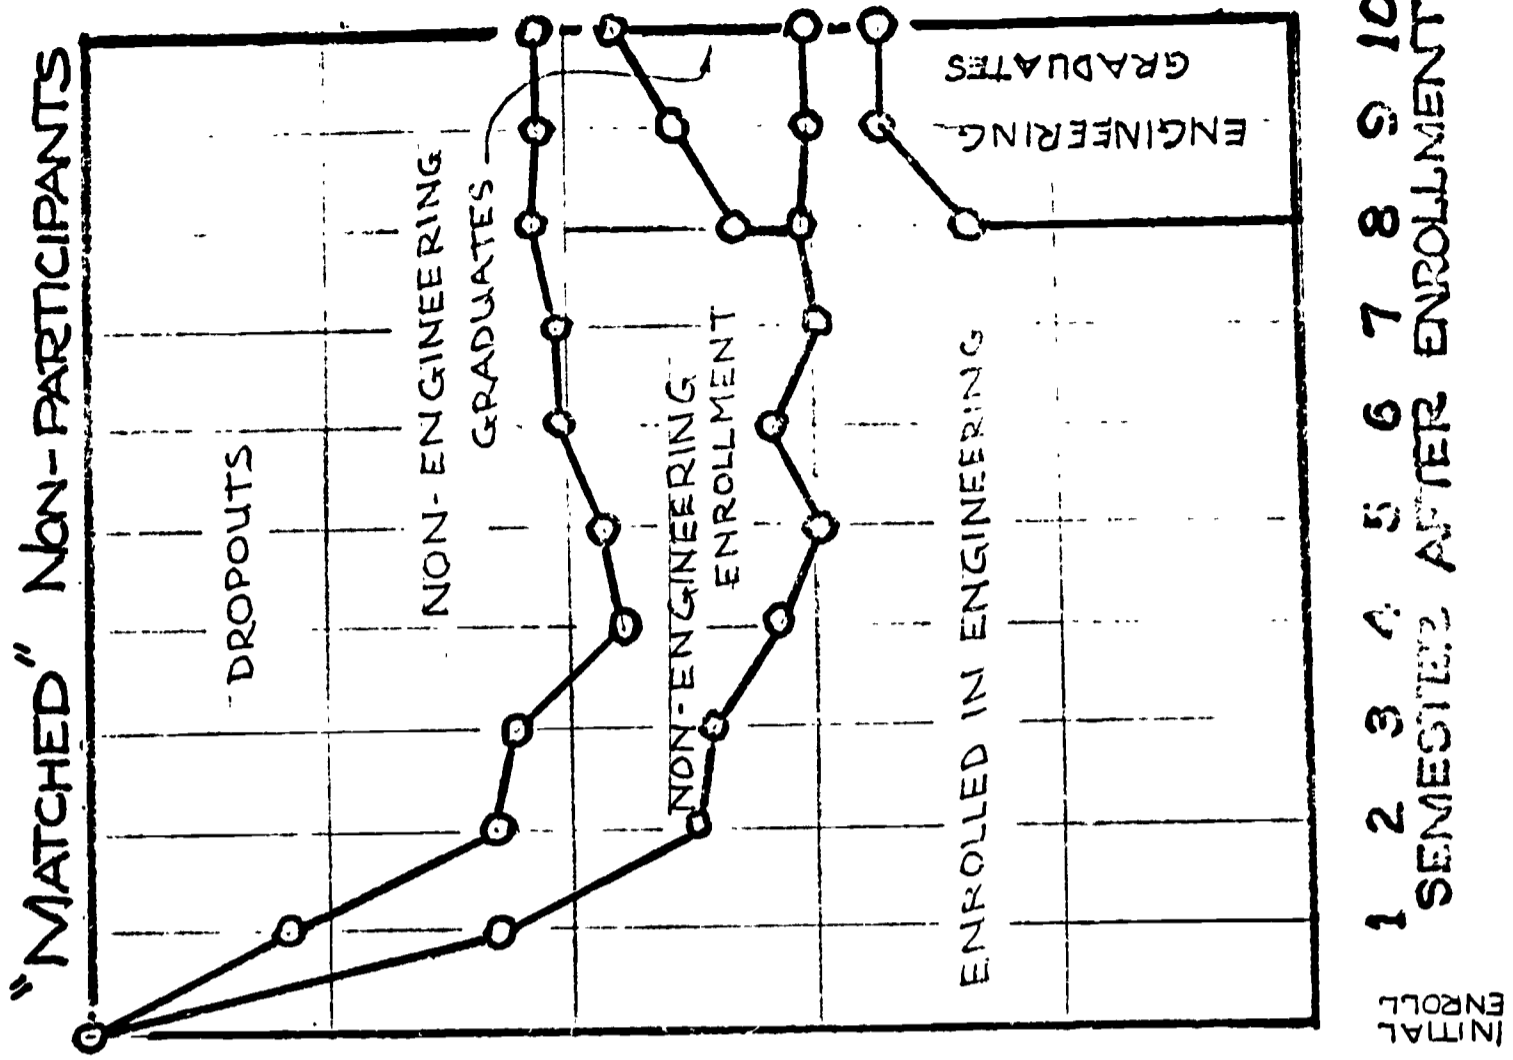 "MATCHED" NON-PARTICIPANTS
DROPOUTS
NON-ENGINEERING
GRADUATES
NON-ENGINEERING
ENROLLMENT
ENROLLED IN ENGINEERING
ENGINEERING
GRADUATES
INITIAL
ENROLL
1 2 3 4 5 6 7 8 9 10
SEMESTER AFTER ENROLLMENT